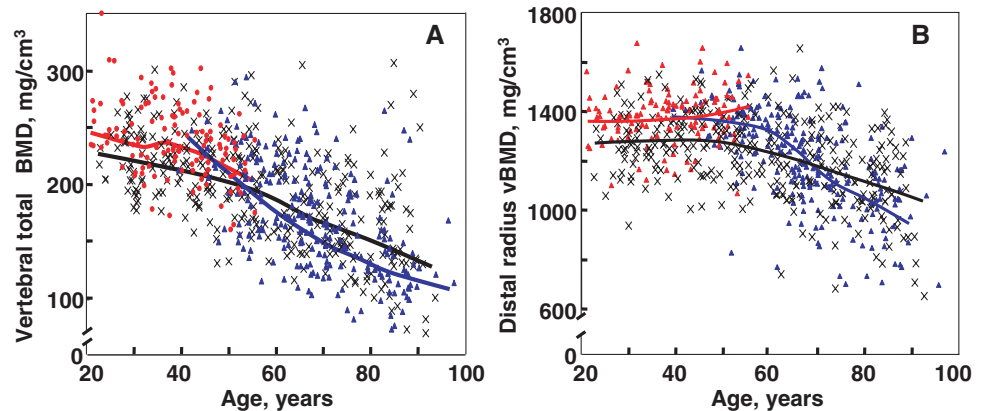 A
Vertebral total BMD, mg/cm³
300
200
100
0
20 40 60 80 100
Age, years
B
Distal radius vBMD, mg/cm³
1800
1400
1000
600
0
20 40 60 80 100
Age, years